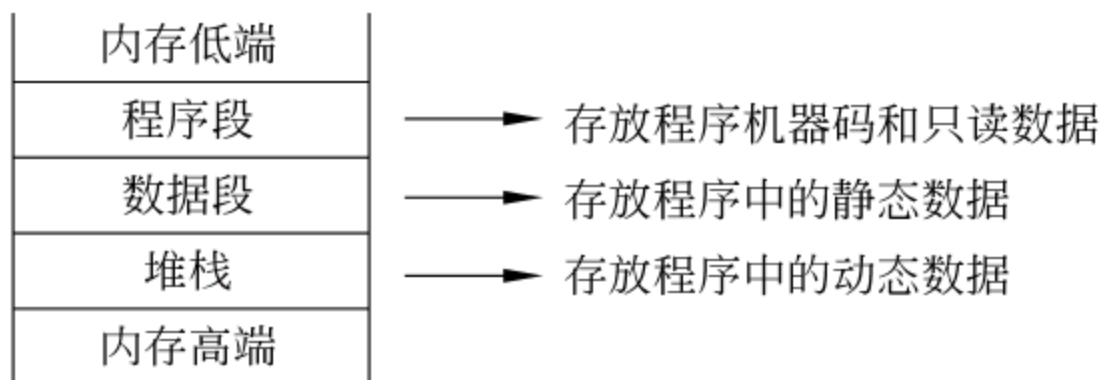 内存低端
程序段
存放程序机器码和只读数据
数据段
存放程序中的静态数据
堆栈
存放程序中的动态数据
内存高端